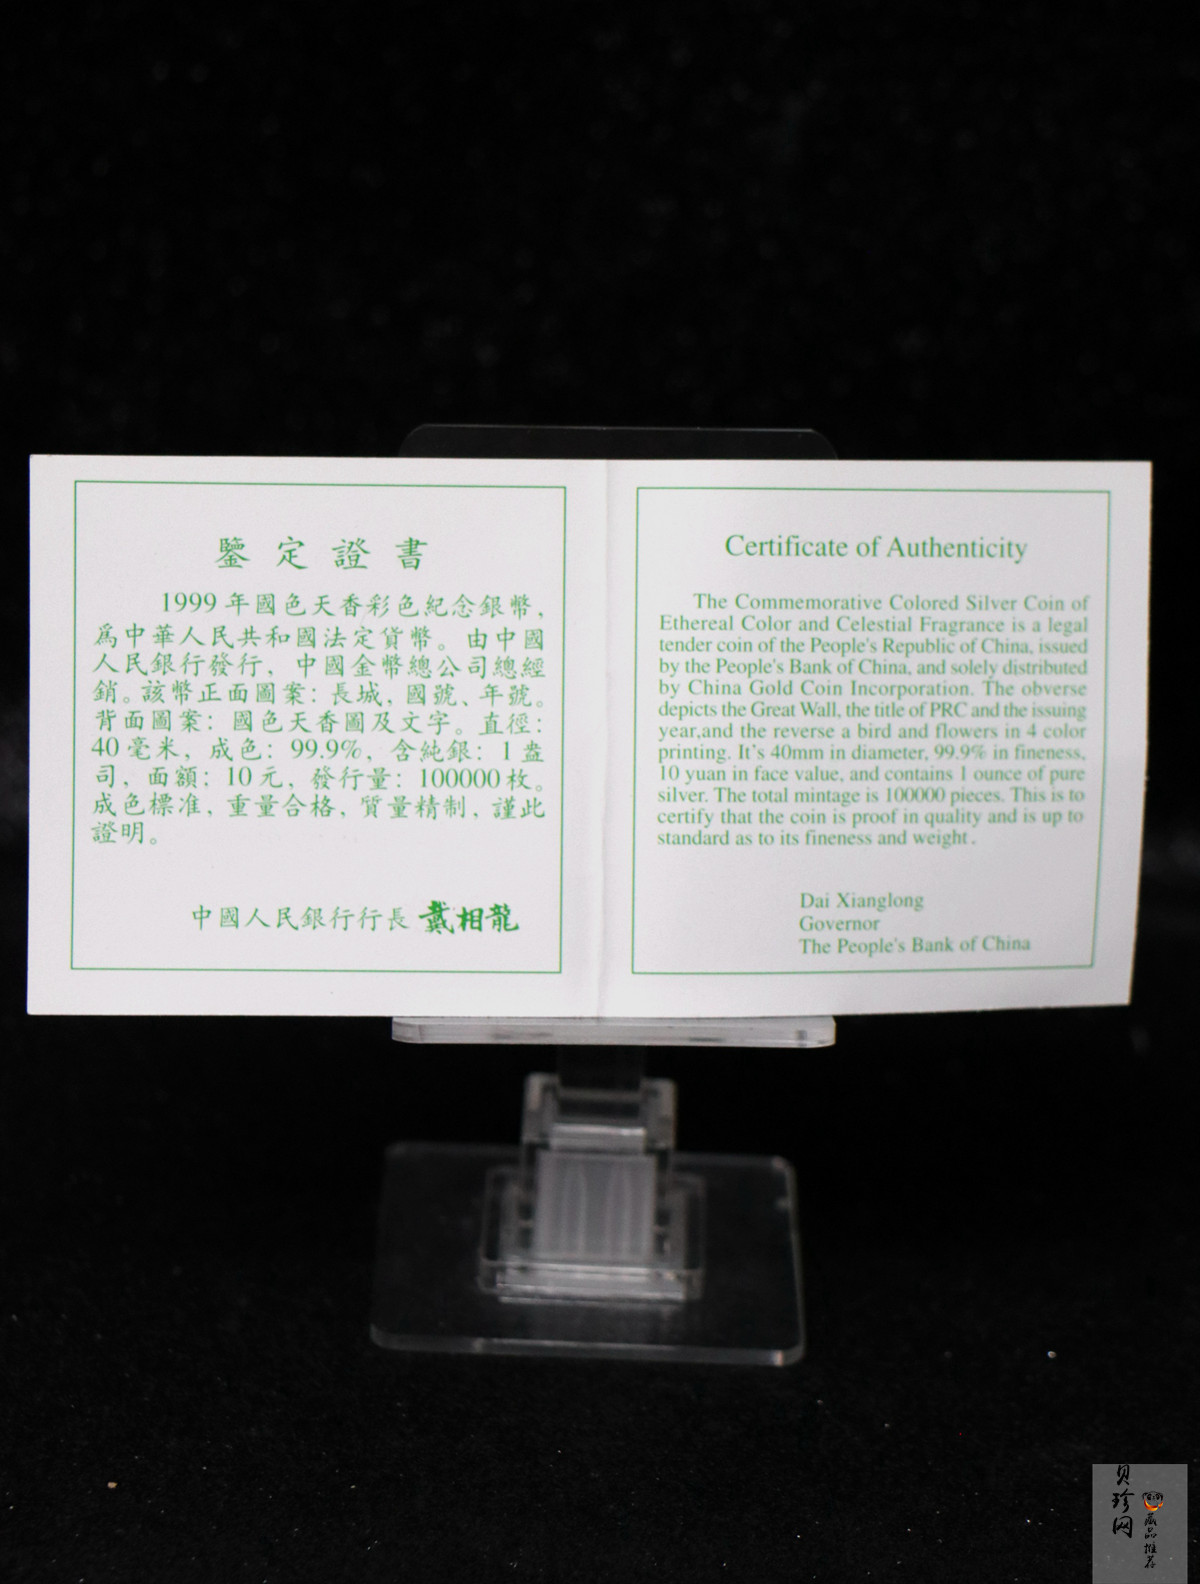 鑒定證書
1999年國色天香彩色紀念銀幣,
爲中華人民共和國法定貨幣。由中國
人民銀行發行, 中國金幣總公司總經
銷。該幣正面圖案: 長城, 國號、年號。
背面圖案: 國色天香圖及文字。直徑:
40毫米, 成色: 99.9%, 含純銀: 1盎
司, 面額: 10元, 發行量: 100000枚。
成色標准, 重量合格, 質量精制, 謹此
證明。
中國人民銀行行長 戴相龍
Certificate of Authenticity
The Commemorative Colored Silver Coin of
Ethereal Color and Celestial Fragrance is a legal
tender coin of the People's Republic of China, issued
by the People's Bank of China, and solely distributed
by China Gold Coin Incorporation. The obverse
depicts the Great Wall, the title of PRC and the issuing
year,and the reverse a bird and flowers in 4 color
printing. It's 40mm in diameter, 99.9% in fineness,
10 yuan in face value, and contains 1 ounce of pure
silver. The total mintage is 100000 pieces. This is to
certify that the coin is proof in quality and is up to
standard as to its fineness and weight.
Dai Xianglong
Governor
The People's Bank of China
贝珍网
藏品推荐